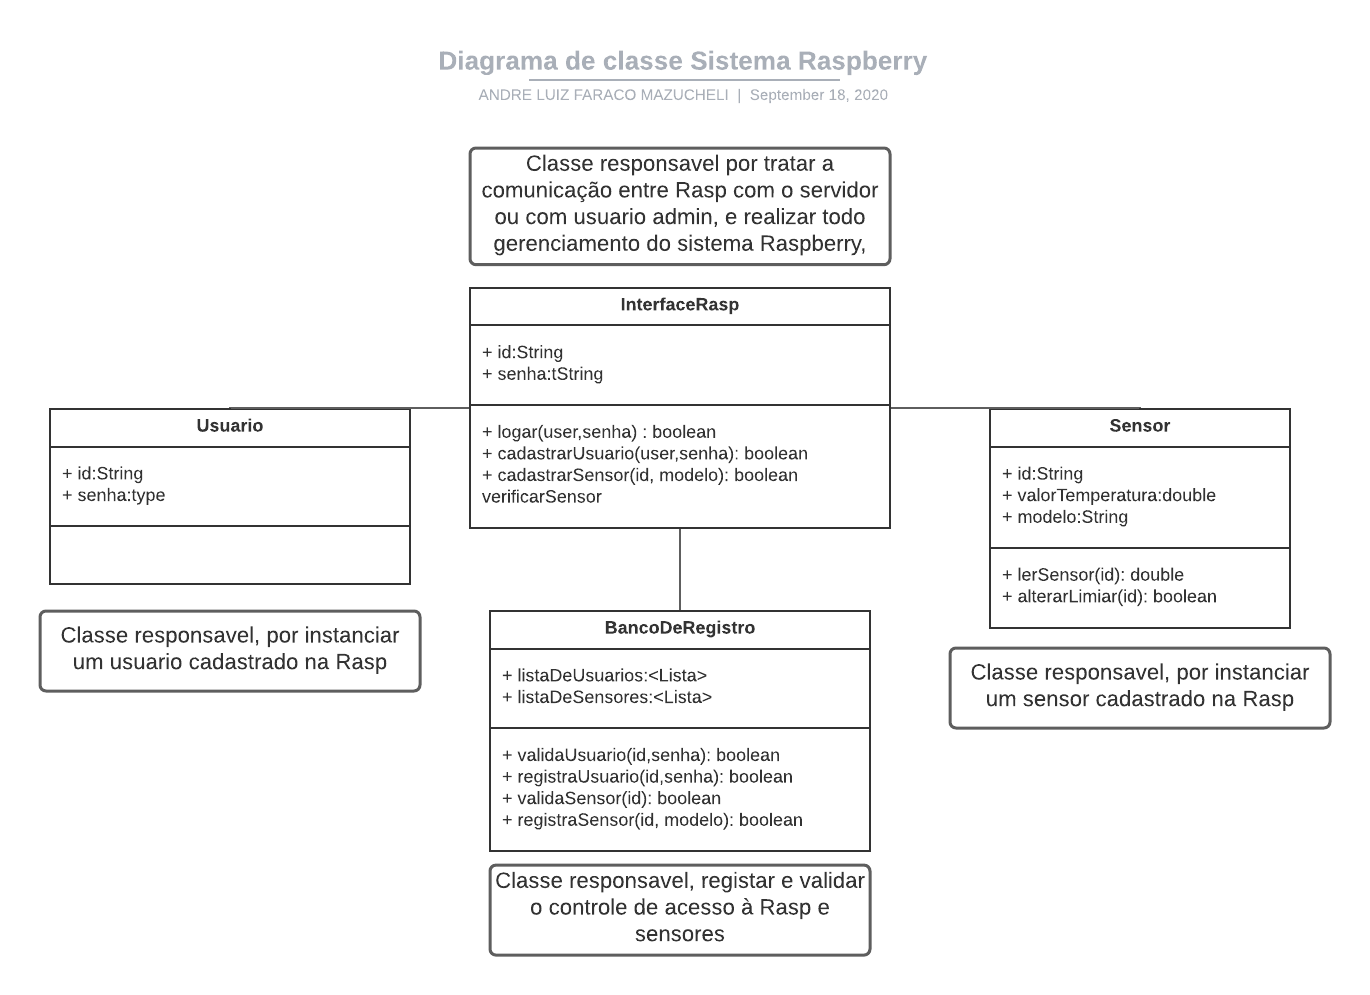 Diagrama de classe Sistema Raspberry
ANDRE LUIZ FARACO MAZUCHELI | September 18, 2020
Classe responsavel por tratar a
comunicação entre Rasp com o servidor
ou com usuario admin, e realizar todo
gerenciamento do sistema Raspberry,
InterfaceRasp
+ id:String
+ senha:tString
+ logar(user,senha) : boolean
+ cadastrarUsuario(user,senha): boolean
+ cadastrarSensor(id, modelo): boolean
verificarSensor
Usuario
+ id:String
+ senha:type
Classe responsavel, por instanciar
um usuario cadastrado na Rasp
Sensor
+ id:String
+ valorTemperatura:double
+ modelo:String
+ lerSensor(id): double
+ alterarLimiar(id): boolean
Classe responsavel, por instanciar
um sensor cadastrado na Rasp
BancoDeRegistro
+ listaDeUsuarios:<Lista>
+ listaDeSensores:<Lista>
+ validaUsuario(id,senha): boolean
+ registraUsuario(id,senha): boolean
+ validaSensor(id): boolean
+ registraSensor(id, modelo): boolean
Classe responsavel, registar e validar
o controle de acesso à Rasp e
sensores